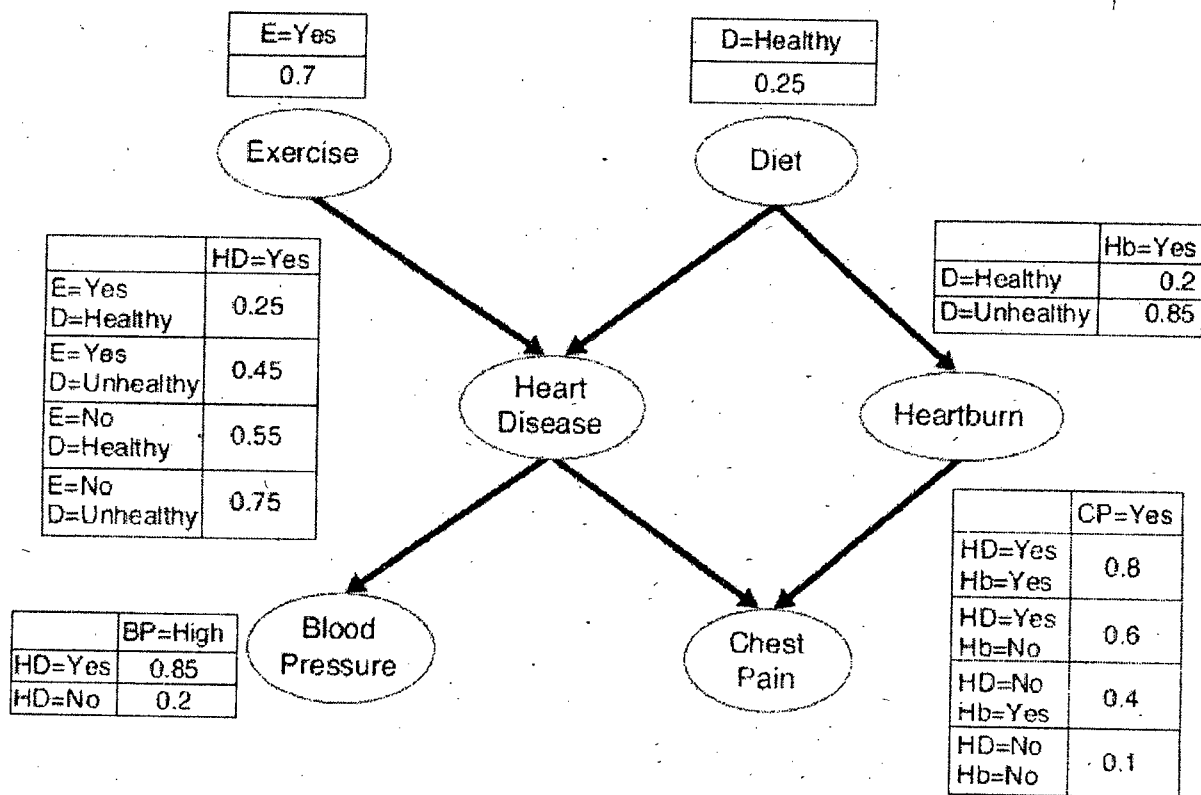 E=Yes
0.7
D=Healthy
0.25
Exercise
Diet
HD=Yes
E=Yes
D=Healthy
0.25
E=Yes
D=Unhealthy
0.45
E=No
D=Healthy
0.55
E=No
D=Unhealthy
0.75
Hb=Yes
D=Healthy 0.2
D=Unhealthy 0.85
Heart
Disease
Heartburn
BP=High
HD=Yes 0.85
HD=No 0.2
Blood
Pressure
Chest
Pain
CP=Yes
HD=Yes
Hb=Yes
0.8
HD=Yes
Hb=No
0.6
HD=No
Hb=Yes
0.4
HD=No
Hb=No
0.1